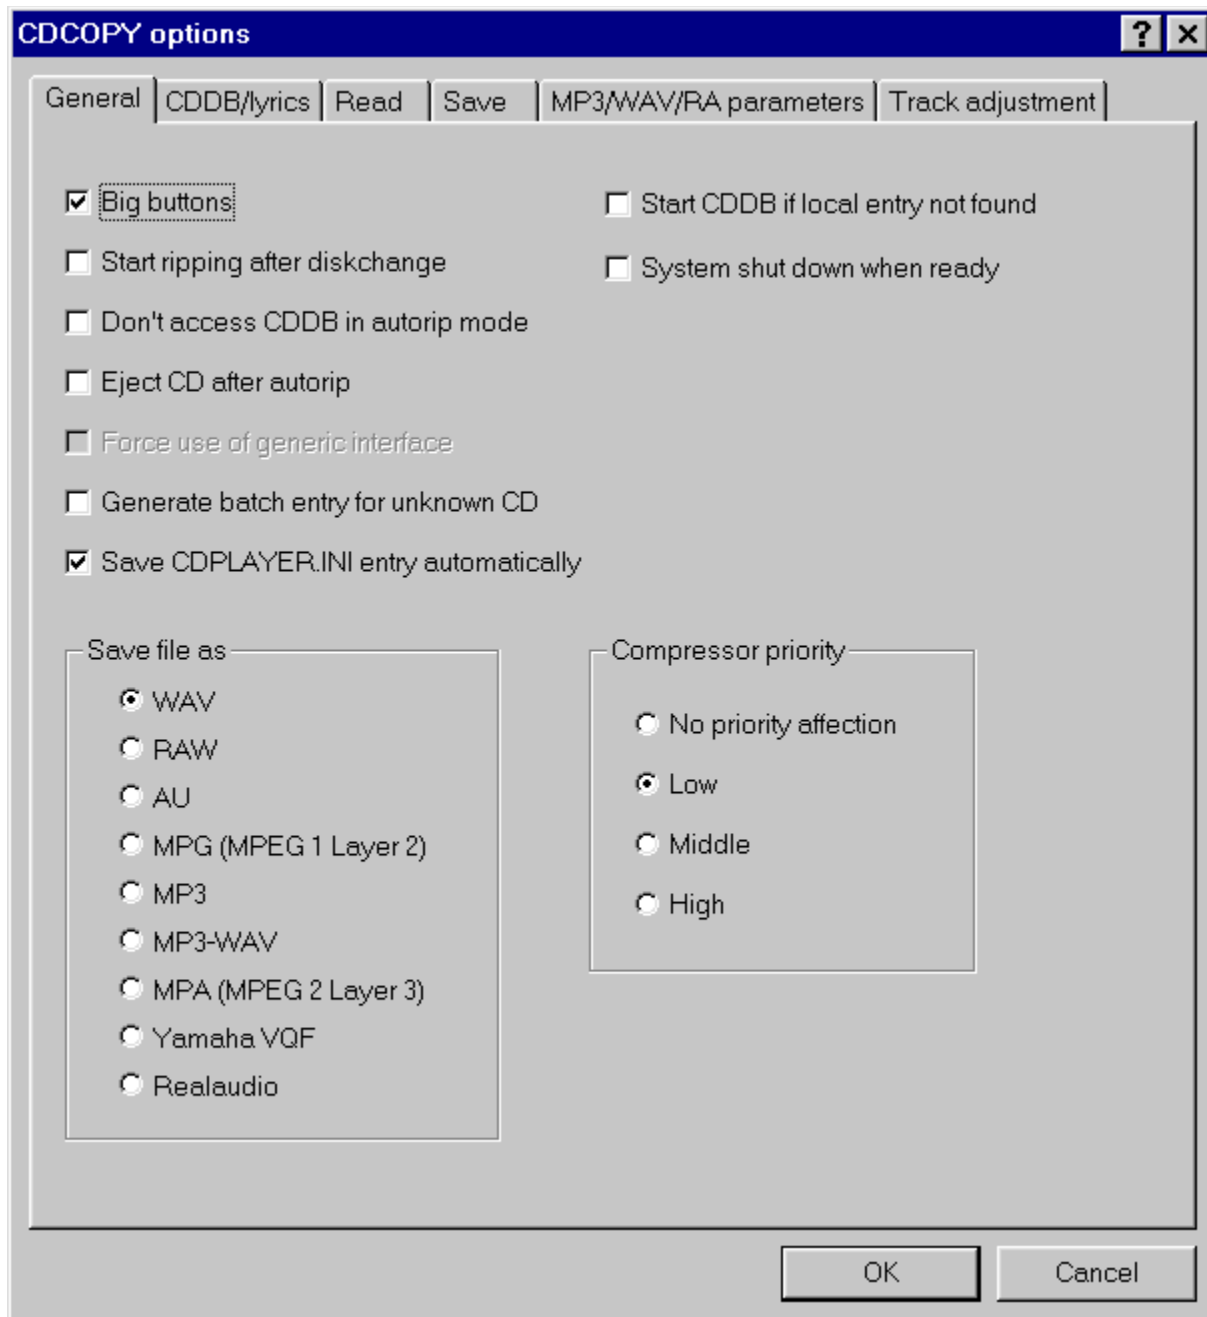 CDCOPY options
General CDDB/lyrics Read Save MP3/WAV/RA parameters Track adjustment
Big buttons
Start CDDB if local entry not found
Start ripping after diskchange
System shut down when ready
Don't access CDDB in autorip mode
Eject CD after autorip
Force use of generic interface
Generate batch entry for unknown CD
Save CDPLAYER.INI entry automatically
Save file as
WAV
RAW
AU
MPG (MPEG 1 Layer 2)
MP3
MP3-WAV
MPA (MPEG 2 Layer 3)
Yamaha VQF
Realaudio
Compressor priority
No priority affection
Low
Middle
High
OK Cancel